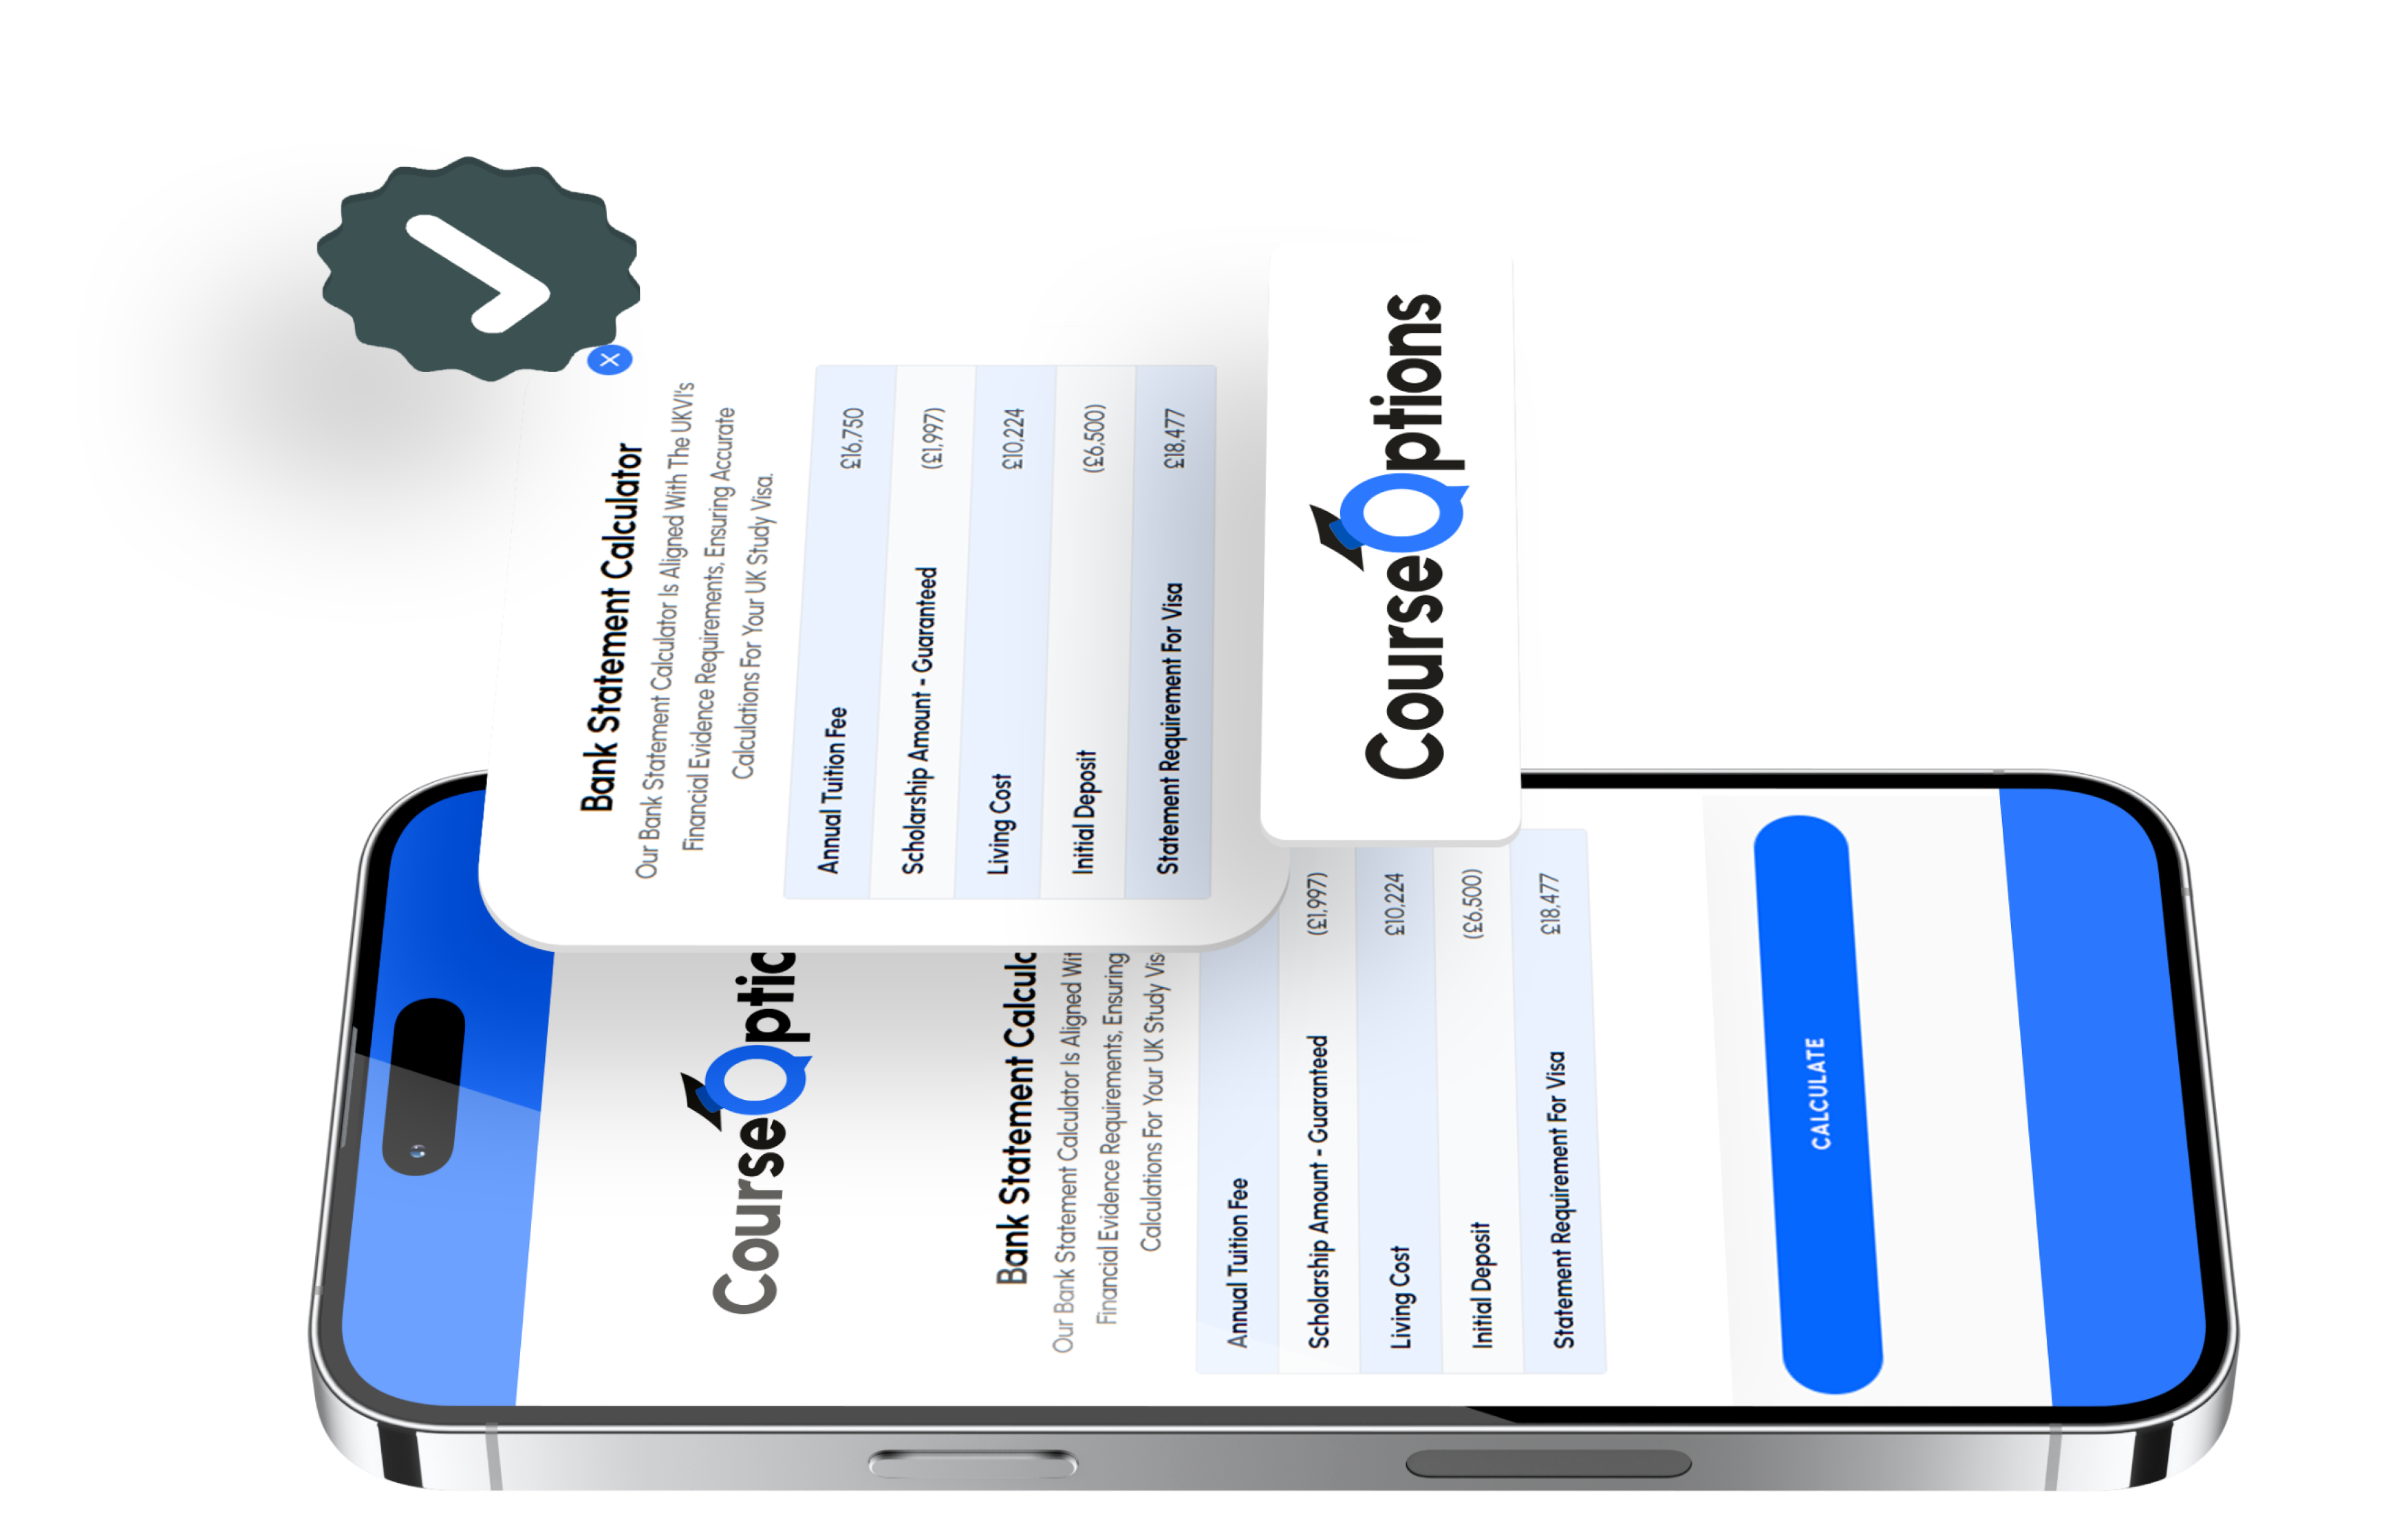 X
Bank Statement Calculator
Our Bank Statement Calculator Is Aligned With The UKVI's
Financial Evidence Requirements, Ensuring Accurate
Calculations For Your UK Study Visa.
Annual Tuition Fee £16,750
Scholarship Amount - Guaranteed (£1,997)
Living Cost £10,224
Initial Deposit (£6,500)
Statement Requirement For Visa £18,477
CourseOptions
CourseOptic
Bank Statement Calculc
Our Bank Statement Calculator Is Aligned Wit
Financial Evidence Requirements, Ensuring
Calculations For Your UK Study Vis
Annual Tuition Fee
Scholarship Amount - Guaranteed (£1,997)
Living Cost £10,224
Initial Deposit (£6,500)
Statement Requirement For Visa £18,477
CALCULATE